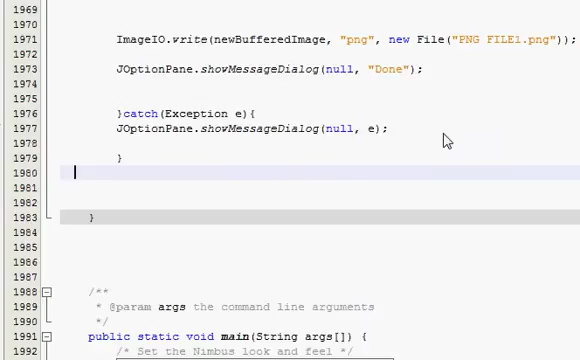 1969
1970
1971 ImageIO.write(newBufferedImage, "png", new File("PNG FILE1.png"));
1972
1973 JOptionPane.showMessageDialog(null, "Done");
1974
1975
1976 }catch(Exception e){
1977 JOptionPane.showMessageDialog(null, e);
1978
1979 }
1980
1981
1982
1983 }
1984
1985
1986
1987
1988 /**
1989 * @param args the command line arguments
1990 */
1991 public static void main(String args[]) {
1992 /* Set the Nimbus look and feel */